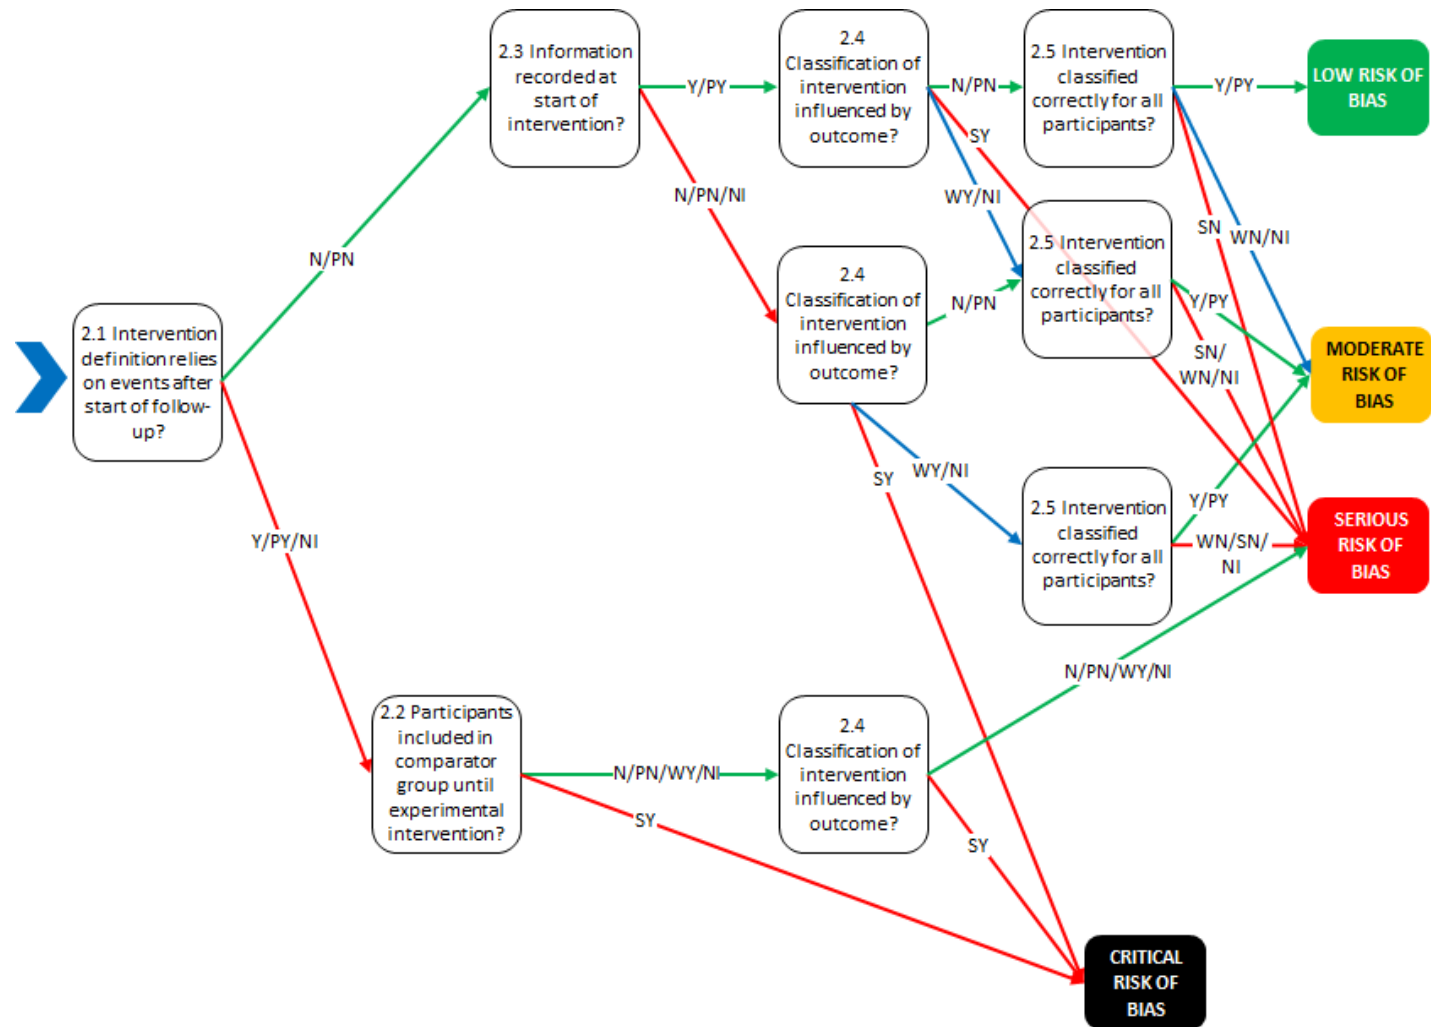 2.3 Information
recorded at
start of
intervention?
Y/PY
2.4
Classification of
intervention
influenced by
outcome?
N/PN
2.5 Intervention
classified
correctly for all
participants?
Y/PY
LOW RISK OF
BIAS
SY
WY/NI
N/PN/NI
SN
WN/NI
N/PN
2.4
Classification of
intervention
influenced by
outcome?
N/PN
2.5 Intervention
classified
correctly for all
participants?
Y/PY
SN/
WN/NI
MODERATE
RISK OF
BIAS
2.1 Intervention
definition relies
on events after
start of follow-
up?
SY
WY/NI
2.5 Intervention
classified
correctly for all
participants?
Y/PY
WN/SN/
NI
SERIOUS
RISK OF
BIAS
Y/PY/NI
N/PN/WY/NI
2.2 Participants
included in
comparator
group until
experimental
intervention?
N/PN/WY/NI
SY
2.4
Classification of
intervention
influenced by
outcome?
SY
CRITICAL
RISK OF
BIAS